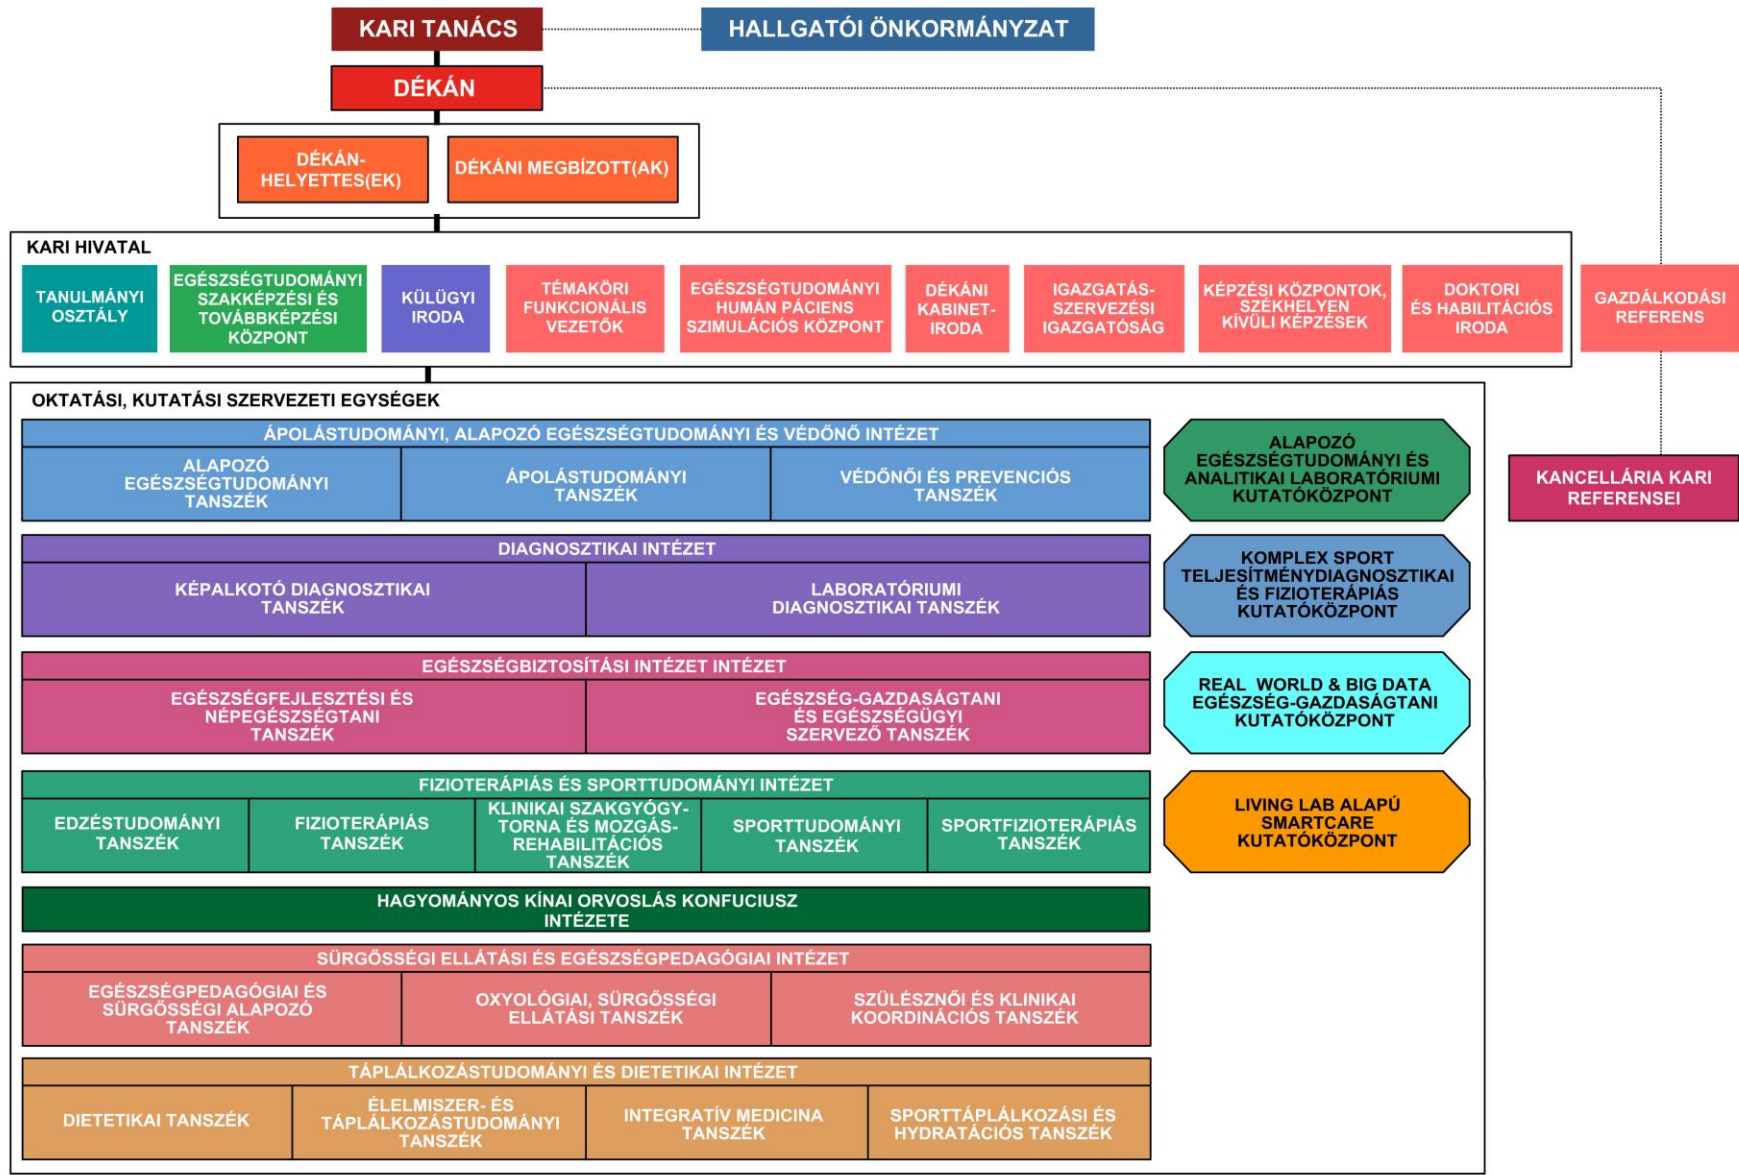 KARI TANÁCS
HALLGATÓI ÖNKORMÁNYZAT
DÉKÁN
DÉKÁN-
HELYETTES(EK)
DÉKÁNI MEGBÍZOTT(AK)
KARI HIVATAL
TANULMÁNYI
OSZTÁLY
EGÉSZSÉGTUDOMÁNYI
SZAKKÉPZÉSI ÉS
TOVÁBBKÉPZÉSI
KÖZPONT
KÜLÜGYI
IRODA
TÉMAKÖRI
FUNKCIONÁLIS
VEZETŐK
EGÉSZSÉGTUDOMÁNYI
HUMÁN PÁCIENS
SZIMULÁCIÓS KÖZPONT
DÉKÁNI
KABINET-
IRODA
IGAZGATÁS-
SZERVEZÉSI
IGAZGATÓSÁG
KÉPZÉSI KÖZPONTOK,
SZÉKHELYEN
KÍVÜLI KÉPZÉSEK
DOKTORI
ÉS HABILITÁCIÓS
IRODA
GAZDÁLKODÁSI
REFERENS
OKTATÁSI, KUTATÁSI SZERVEZETI EGYSÉGEK
ÁPOLÁSTUDOMÁNYI, ALAPOZÓ EGÉSZSÉGTUDOMÁNYI ÉS VÉDŐNŐ INTÉZET
ALAPOZÓ
EGÉSZSÉGTUDOMÁNYI
TANSZÉK
ÁPOLÁSTUDOMÁNYI
TANSZÉK
VÉDŐNŐI ÉS PREVENCIÓS
TANSZÉK
ALAPOZÓ
EGÉSZSÉGTUDOMÁNYI ÉS
ANALITIKAI LABORATÓRIUMI
KUTATÓKÖZPONT
KANCELLÁRIA KARI
REFERENSEI
DIAGNOSZTIKAI INTÉZET
KÉPALKOTÓ DIAGNOSZTIKAI
TANSZÉK
LABORATÓRIUMI
DIAGNOSZTIKAI TANSZÉK
KOMPLEX SPORT
TELJESÍTMÉNYDIAGNOSZTIKAI
ÉS FIZIOTERÁPIÁS
KUTATÓKÖZPONT
EGÉSZSÉGBIZTOSÍTÁSI INTÉZET INTÉZET
EGÉSZSÉGFEJLESZTÉSI ÉS
NÉPEGÉSZSÉGTANI
TANSZÉK
EGÉSZSÉG-GAZDASÁGTANI
ÉS EGÉSZSÉGÜGYI
SZERVEZŐ TANSZÉK
REAL WORLD & BIG DATA
EGÉSZSÉG-GAZDASÁGTANI
KUTATÓKÖZPONT
FIZIOTERÁPIÁS ÉS SPORTTUDOMÁNYI INTÉZET
EDZÉSTUDOMÁNYI
TANSZÉK
FIZIOTERÁPIÁS
TANSZÉK
KLINIKAI SZAKGYÓGY-
TORNA ÉS MOZGÁS-
REHABILITÁCIÓS
TANSZÉK
SPORTTUDOMÁNYI
TANSZÉK
SPORTFIZIOTERÁPIÁS
TANSZÉK
LIVING LAB ALAPÚ
SMARTCARE
KUTATÓKÖZPONT
HAGYOMÁNYOS KÍNAI ORVOSLÁS KONFUCIUSZ
INTÉZETE
SÜRGŐSSÉGI ELLÁTÁSI ÉS EGÉSZSÉGPEDAGÓGIAI INTÉZET
EGÉSZSÉGPEDAGÓGIAI ÉS
SÜRGŐSSÉGI ALAPOZÓ
TANSZÉK
OXYOLÓGIAI, SÜRGŐSSÉGI
ELLÁTÁSI TANSZÉK
SZÜLÉSZNŐI ÉS KLINIKAI
KOORDINÁCIÓS TANSZÉK
TÁPLÁLKOZÁSTUDOMÁNYI ÉS DIETETIKAI INTÉZET
DIETETIKAI TANSZÉK
ÉLELMISZER- ÉS
TÁPLÁLKOZÁSTUDOMÁNYI
TANSZÉK
INTEGRATÍV MEDICINA
TANSZÉK
SPORTTÁPLÁLKOZÁSI ÉS
HYDRATÁCIÓS TANSZÉK